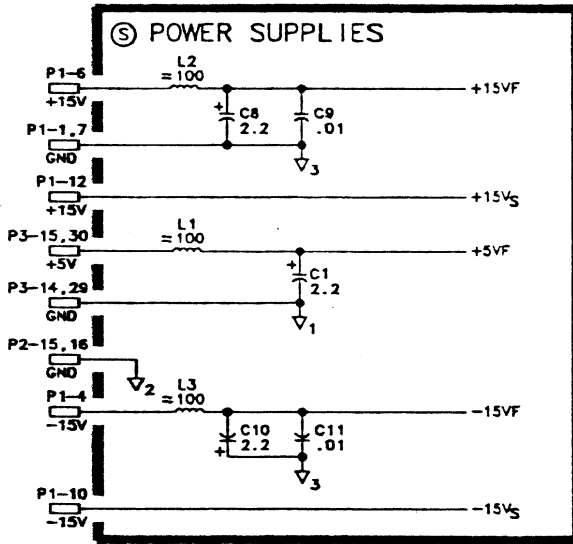 Ⓢ POWER SUPPLIES
L2
P1-6
=100
+15VF
+15V
+
C8
C9
2.2
.01
P1-1,7
GND
3
P1-12
+15VS
+15V
L1
P3-15,30
=100
+5VF
+5V
+
C1
2.2
P3-14,29
GND
1
P2-15,16
GND
2
L3
P1-4
=100
-15VF
-15V
C10
C11
2.2
.01
+
3
P1-10
-15VS
-15V